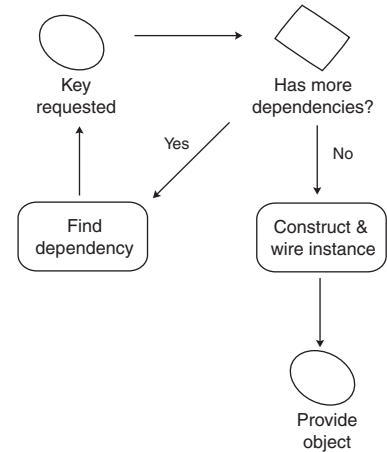 Key
requested
Has more
dependencies?
Yes
No
Find
dependency
Construct &
wire instance
Provide
object